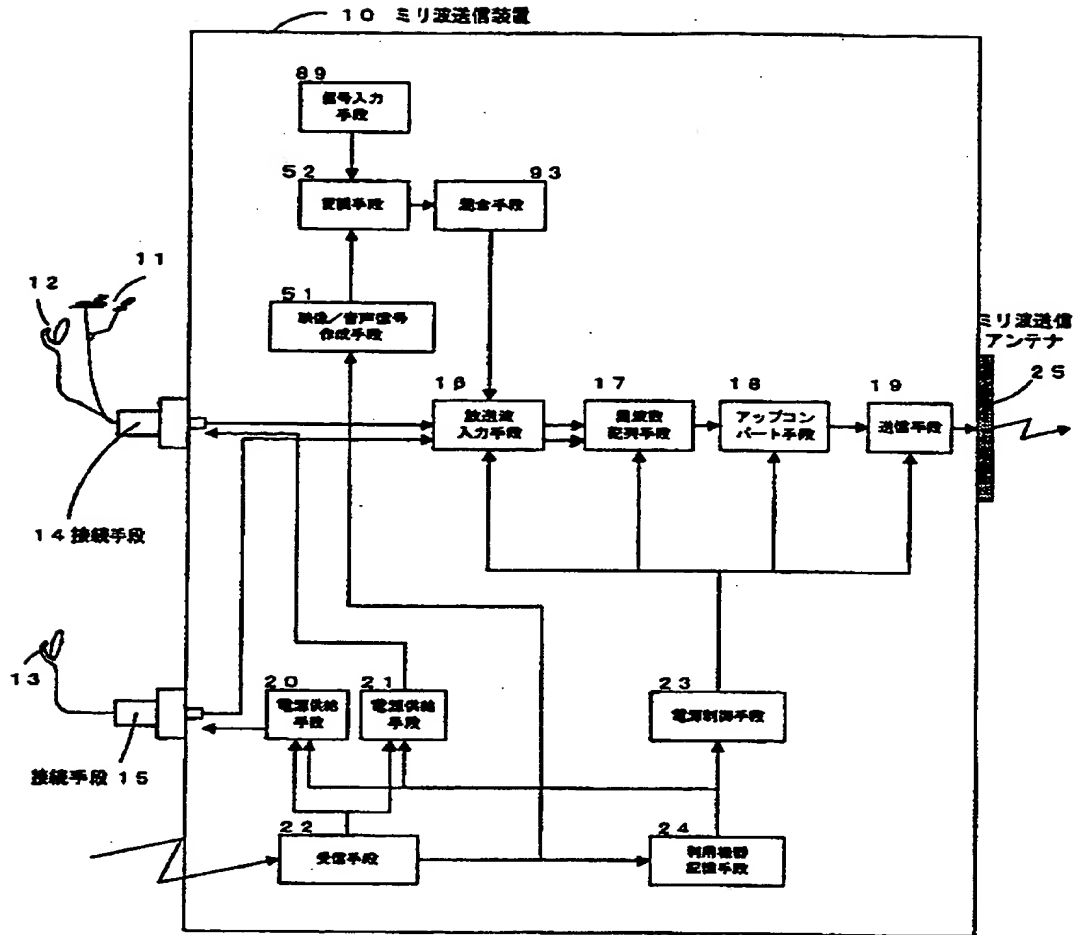 １０ ミリ波送信装置
８９
信号入力
手段
５２
変調手段
９３
混合手段
１２
１１
５１
映像／音声信号
作成手段
ミリ波送信
アンテナ
２５
１６
放送波
入力手段
１７
周波数
配列手段
１８
アップコン
バート手段
１９
送信手段
１４接続手段
１３
２０
電源供給
手段
２１
電源供給
手段
２３
電源制御手段
接続手段１５
２２
受信手段
２４
利用機器
記憶手段